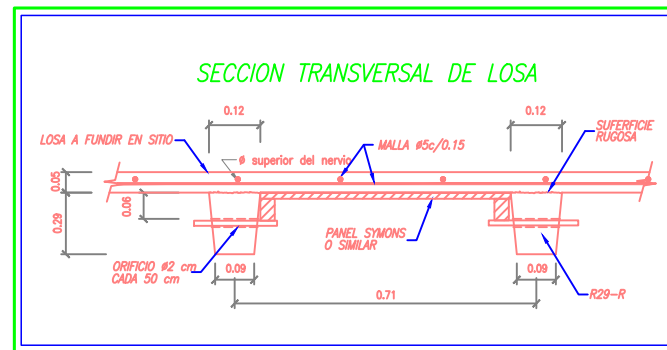 SECCION TRANSVERSAL DE LOSA
0.12
0.12
LOSA A FUNDIR EN SITIO
MALLA Ø5c/0.15
SUFERFICIE
RUGOSA
Ø superior del nervio
0.05
0.06
0.29
PANEL SYMONS
O SIMILAR
ORIFICIO Ø2 cm
CADA 50 cm
0.09
0.09
0.71
R29-R